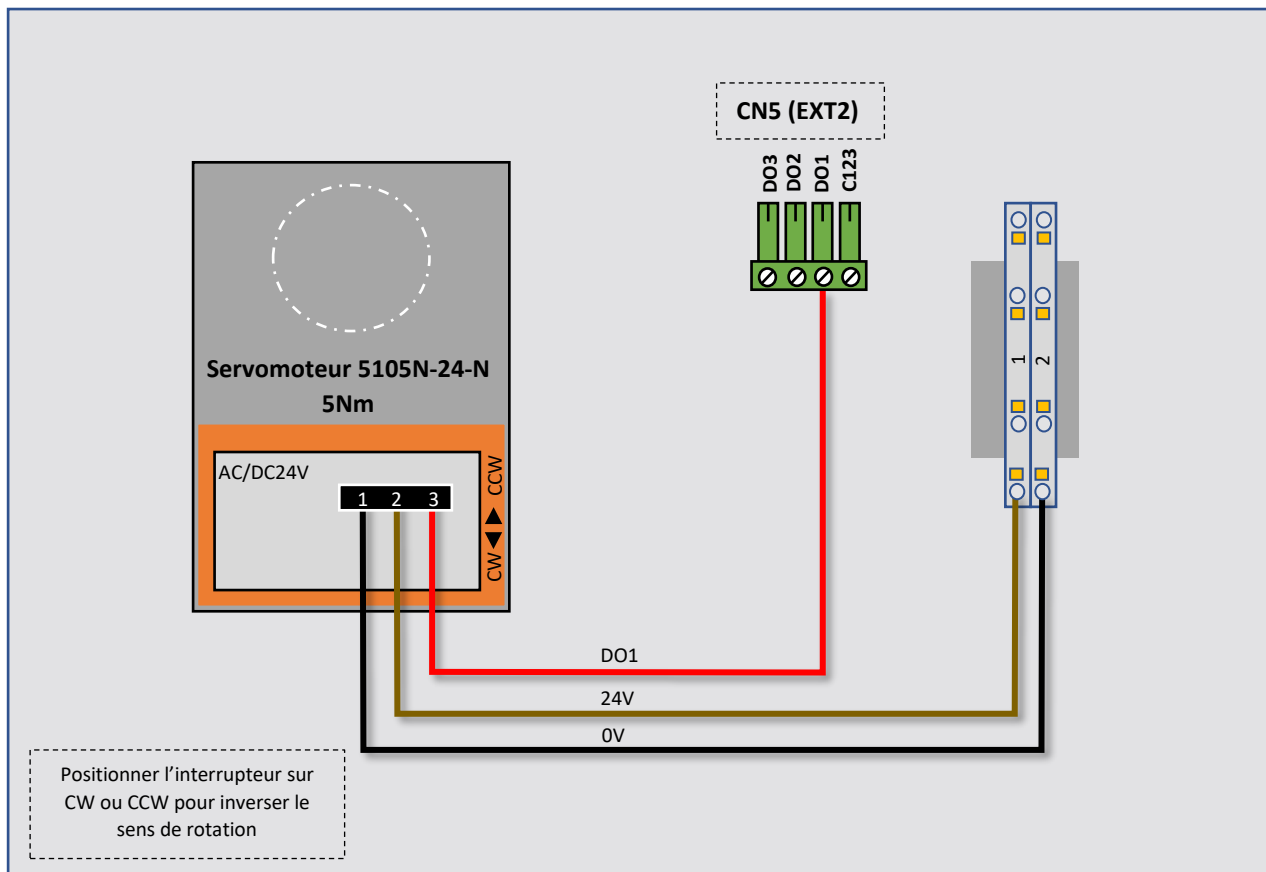 CN5 (EXT2)
DO3
DO2
DO1
C123
Servomoteur 5105N-24-N
5Nm
AC/DC24V
1 2 3
CW ◀▶ CCW
1
2
DO1
24V
0V
Positionner l’interrupteur sur
CW ou CCW pour inverser le
sens de rotation